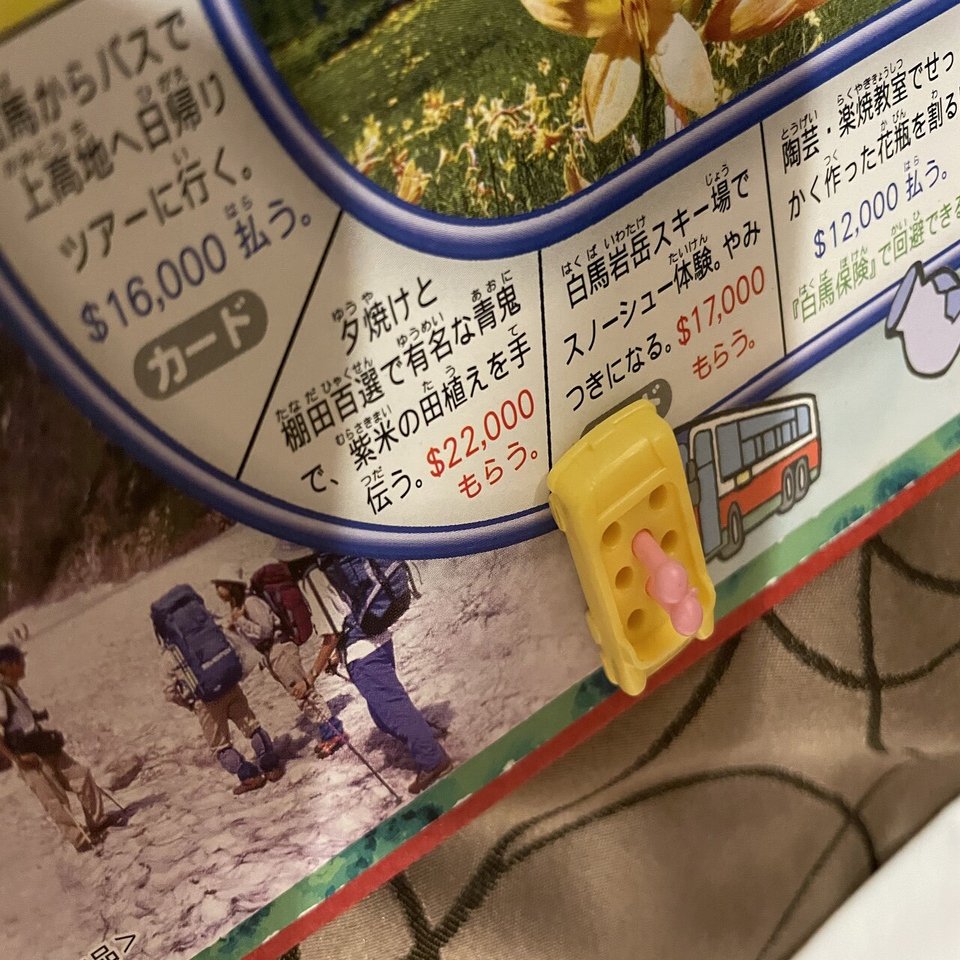 馬からバスで
上高地へ日帰り
ツアーに行く。
$16,000 払う。
カード
夕焼けと
棚田百選で有名な青鬼
で、紫米の田植えを手
伝う。$22,000
もらう。
白馬岩岳スキー場で
スノーシュー体験。やみ
つきになる。$17,000
もらう。
ド
陶芸・楽焼教室でせっ
かく作った花瓶を割る
$12,000 払う。
『白馬保険』で回避できる
品＞